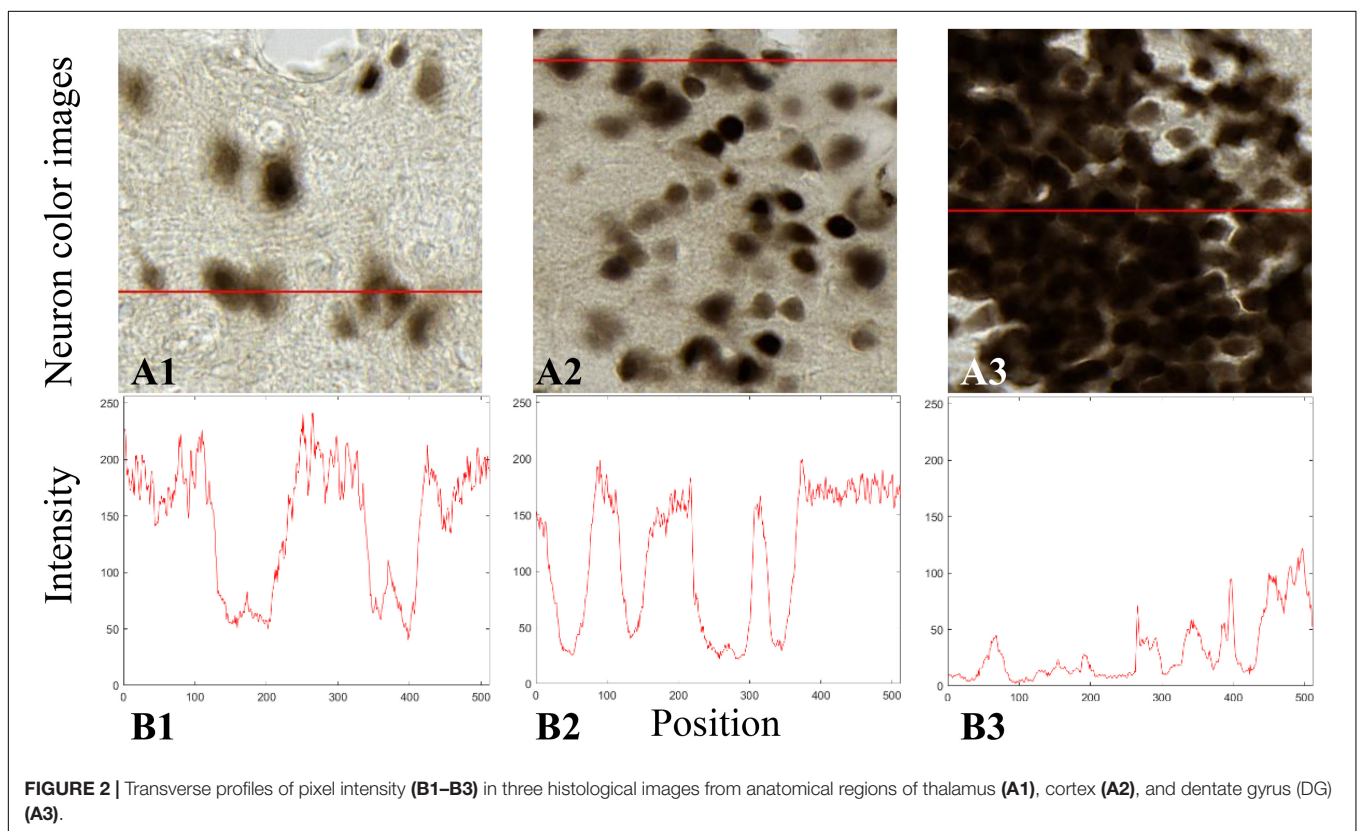 Neuron color images
A1
A2
A3
Intensity
250
200
150
100
50
0
0 100 200 300 400 500
B1
250
200
150
100
50
0
0 100 200 300 400 500
B2
Position
250
200
150
100
50
0
0 100 200 300 400 500
B3
FIGURE 2 | Transverse profiles of pixel intensity (B1–B3) in three histological images from anatomical regions of thalamus (A1), cortex (A2), and dentate gyrus (DG)
(A3).